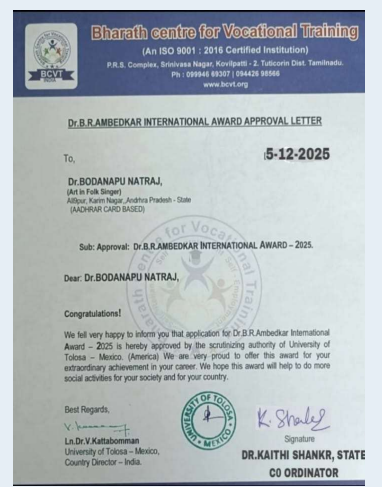 Bharath centre for Vocational Training
(An ISO 9001 : 2016 Certified Institution)
P.R.S. Complex, Srinivasa Nagar, Kovilpatti - 2. Tuticorin Dist. Tamilnadu.
Ph : 099946 69307 | 094426 98566
www.bcvt.org
BCVT
INDIA
Dr.B.R.AMBEDKAR INTERNATIONAL AWARD APPROVAL LETTER
To,
5-12-2025
Dr.BODANAPU NATRAJ,
(Art in Folk Singer)
Karim Nagar, Andhra Pradesh - State
(AADHRAR CARD BASED)
Sub: Approval: Dr.B.R.AMBEDKAR INTERNATIONAL AWARD – 2025.
Dear: Dr.BODANAPU NATRAJ,
Congratulations!
We fell very happy to inform you that application for Dr.B.R.Ambedkar International
Award – 2025 is hereby approved by the scrutinizing authority of University of
Tolosa – Mexico. (America) We are very proud to offer this award for your
extraordinary achievement in your career. We hope this award will help to do more
social activities for your society and for your country.
Best Regards,
Ln.Dr.V.Kattabomman
University of Tolosa – Mexico,
Country Director – India.
UNIVERSITY OF TOLOSA
MEXICO
Signature
DR.KAITHI SHANKR, STATE
CO ORDINATOR